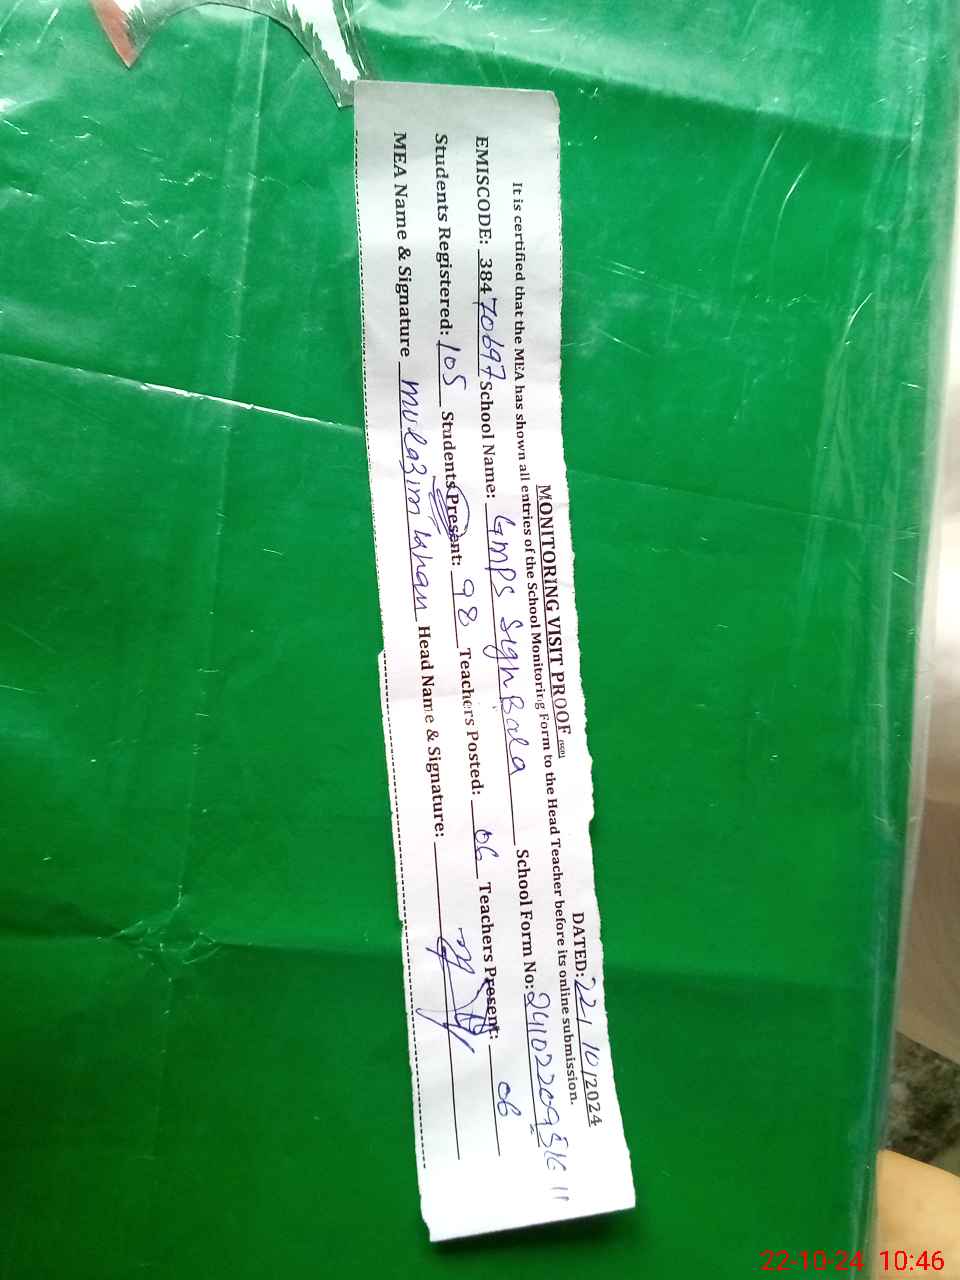 MONITORING VISIT PROOF DATED: 22/10/2024
It is certified that the MEA has shown all entries of the School Monitoring Form to the Head Teacher before its online submission.
EMISCODE: 38470697 School Name: GMPS Sigh Bala School Form No: 
Students Registered: 105 Students Present: 98 Teachers Posted: 06 Teachers Present: 06
MEA Name & Signature Mulazim Khan Head Name & Signature:
22-10-24 10:46